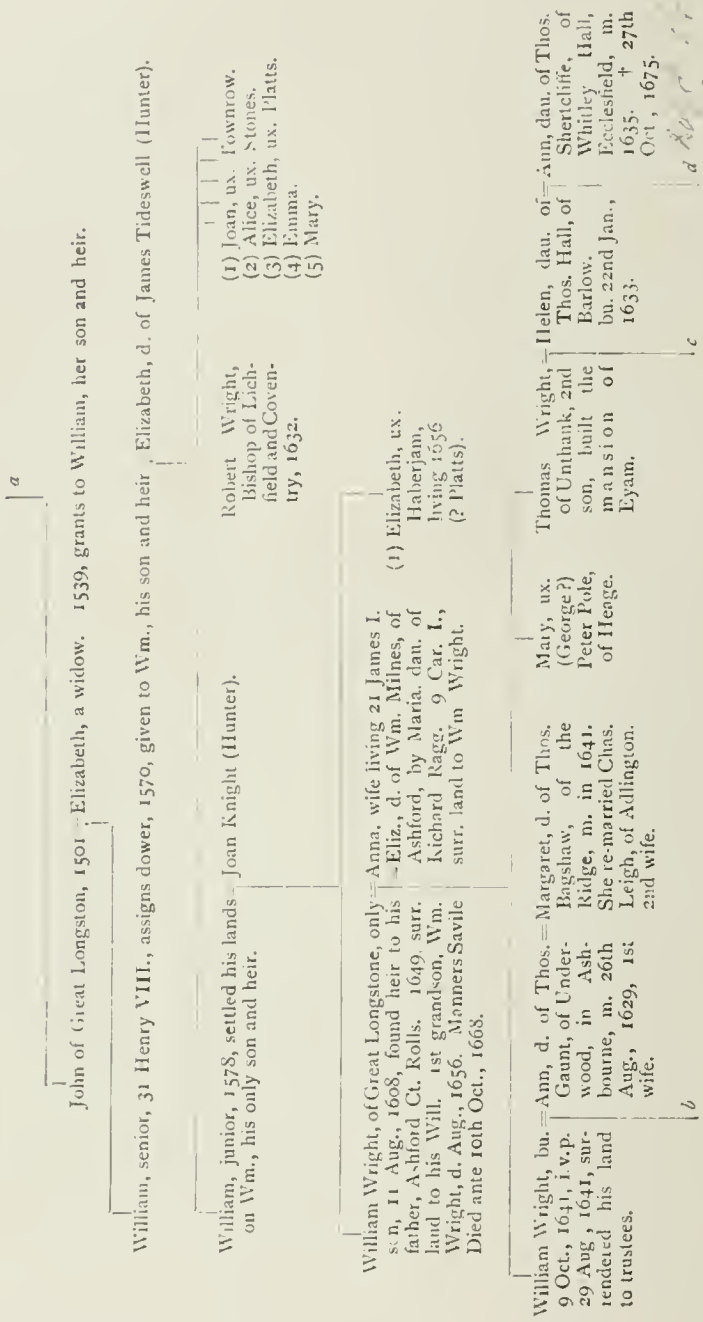 a
John of Great Longston, 1501 = Elizabeth, a widow. 1539, grants to William, her son and heir.
William, senior, 31 Henry VIII., assigns dower, 1570, given to Wm., his son and heir. Elizabeth, d. of James Tideswell (Hunter).
William, junior, 1578, settled his lands = Joan Knight (Hunter).
on Wm., his only son and heir.
Robert Wright,
Bishop of Lich-
field and Coven-
try, 1632.
(1) Joan, ux. Fownrow.
(2) Alice, ux. Stones.
(3) Elizabeth, ux. Platts.
(4) Emma.
(5) Mary.
William Wright, of Great Longstone, only
son, 11 Aug., 1608, found heir to his
father, Ashford Ct. Rolls. 1649, surr.
land to his Will. 1st grandson, Wm.
Wright, d. Aug., 1656. Manners Savile
Died ante 10th Oct., 1668.
= Anna, wife living 21 James I.
= Eliz., d. of Wm. Milnes, of
Ashford, by Maria, dau. of
Richard Ragg. 9 Car. I.,
surr. land to Wm Wright.
(1) Elizabeth, ux.
Haberjam,
living 1656
(? Platts).
William Wright, bu.
9 Oct., 1641, i.v.p.
29 Aug., 1641, sur-
rendered his land
to trustees.
= Ann, d. of Thos.
Gaunt, of Under-
wood, in Ash-
bourne, m. 26th
Aug., 1629, 1st
wife.
= Margaret, d. of Thos.
Bagshaw, of the
Ridge, m. in 1641.
She re-married Chas.
Leigh, of Adlington.
2nd wife.
Mary, ux.
(George?)
Peter Pole,
of Heage.
Thomas Wright,
of Unthank, 2nd
son, built the
mansion of
Eyam.
= Helen, dau. of
Thos. Hall, of
Barlow.
bu. 22nd Jan.,
1633.
= Ann, dau. of Thos.
Shertcliffe, of
Whitley Hall,
Ecclesfield, m.
1635. † 27th
Oct., 1675.
b
c
d